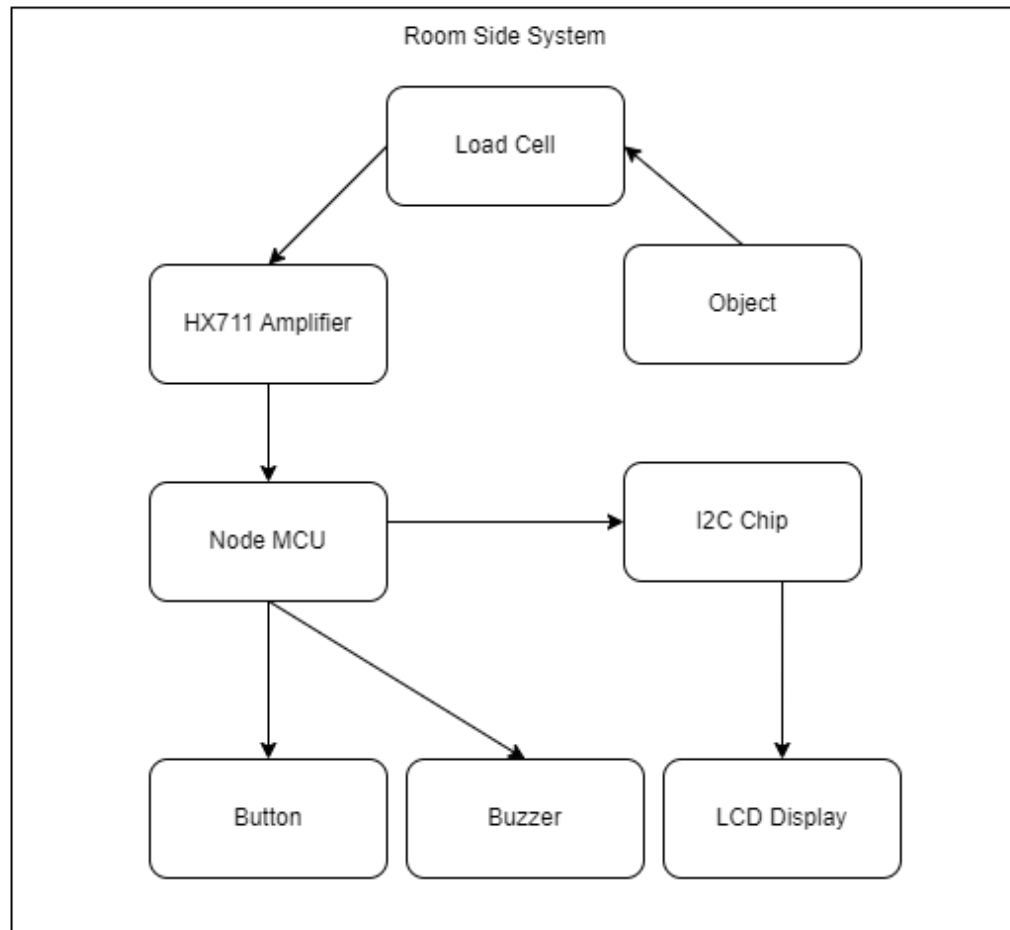 Room Side System
Load Cell
Object
HX711 Amplifier
Node MCU
I2C Chip
Button
Buzzer
LCD Display